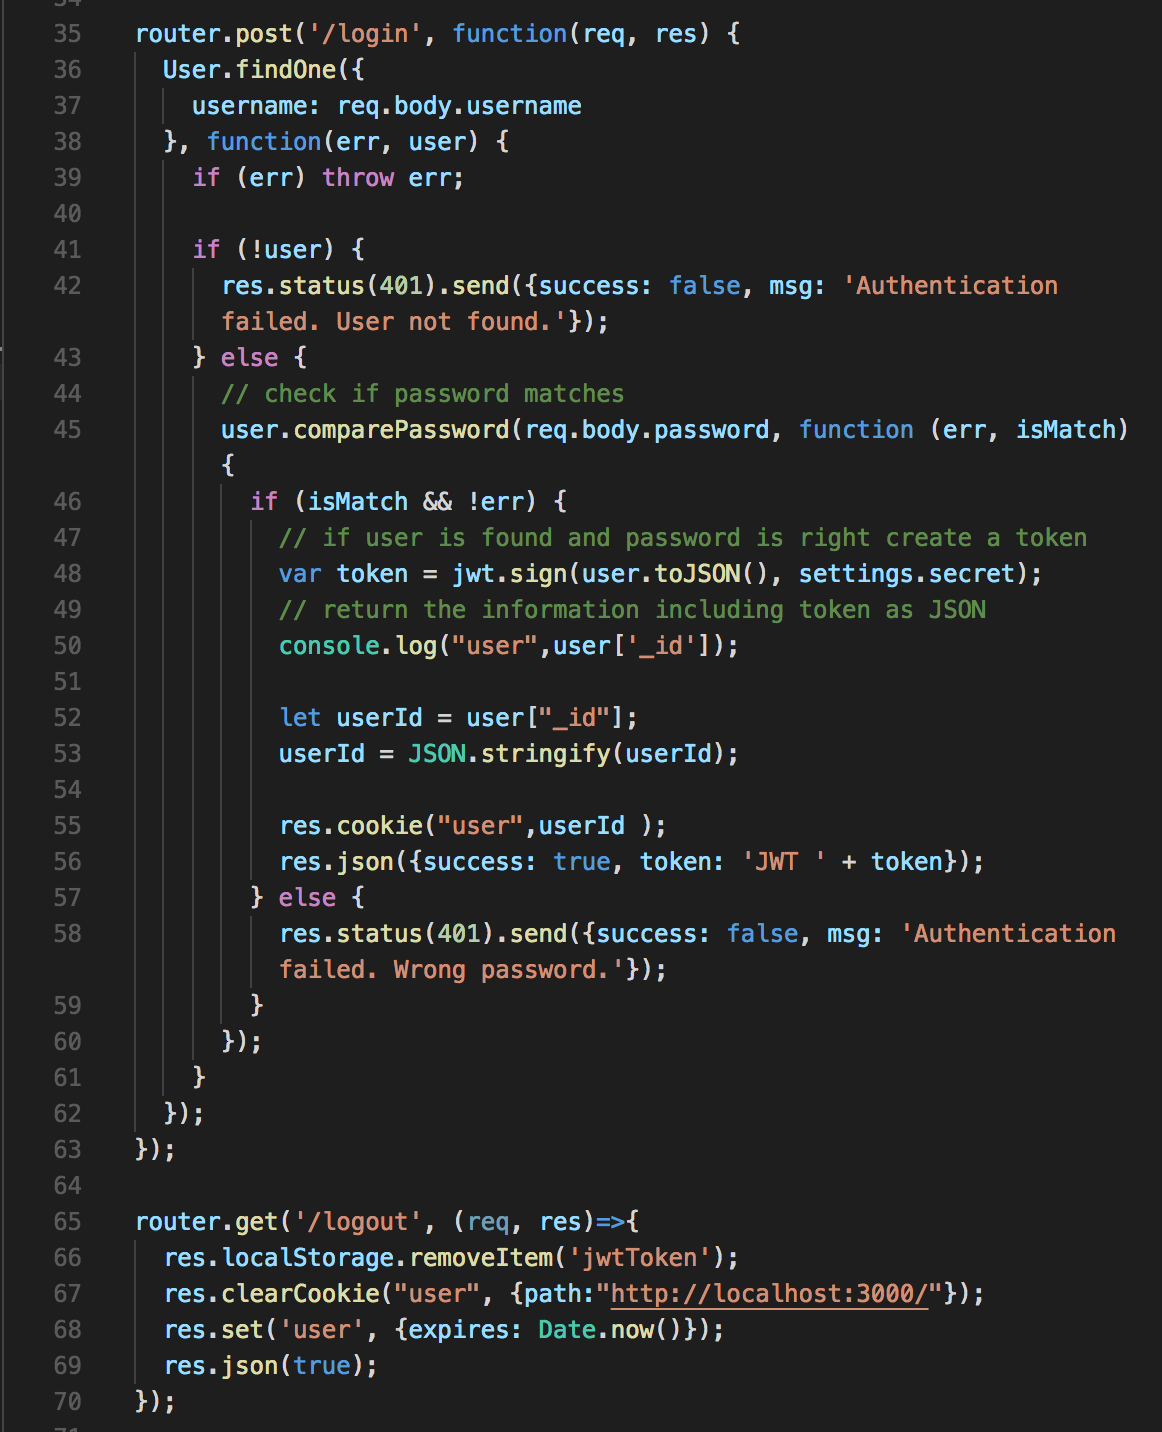 35 router.post('/login', function(req, res) {
36 User.findOne({
37 username: req.body.username
38 }, function(err, user) {
39 if (err) throw err;
40
41 if (!user) {
42 res.status(401).send({success: false, msg: 'Authentication
failed. User not found.'});
43 } else {
44 // check if password matches
45 user.comparePassword(req.body.password, function (err, isMatch)
{
46 if (isMatch && !err) {
47 // if user is found and password is right create a token
48 var token = jwt.sign(user.toJSON(), settings.secret);
49 // return the information including token as JSON
50 console.log("user",user['_id']);
51
52 let userId = user["_id"];
53 userId = JSON.stringify(userId);
54
55 res.cookie("user",userId );
56 res.json({success: true, token: 'JWT ' + token});
57 } else {
58 res.status(401).send({success: false, msg: 'Authentication
failed. Wrong password.'});
59 }
60 });
61 }
62 });
63 });
64
65 router.get('/logout', (req, res)=>{
66 res.localStorage.removeItem('jwtToken');
67 res.clearCookie("user", {path:"http://localhost:3000/"});
68 res.set('user', {expires: Date.now()});
69 res.json(true);
70 });